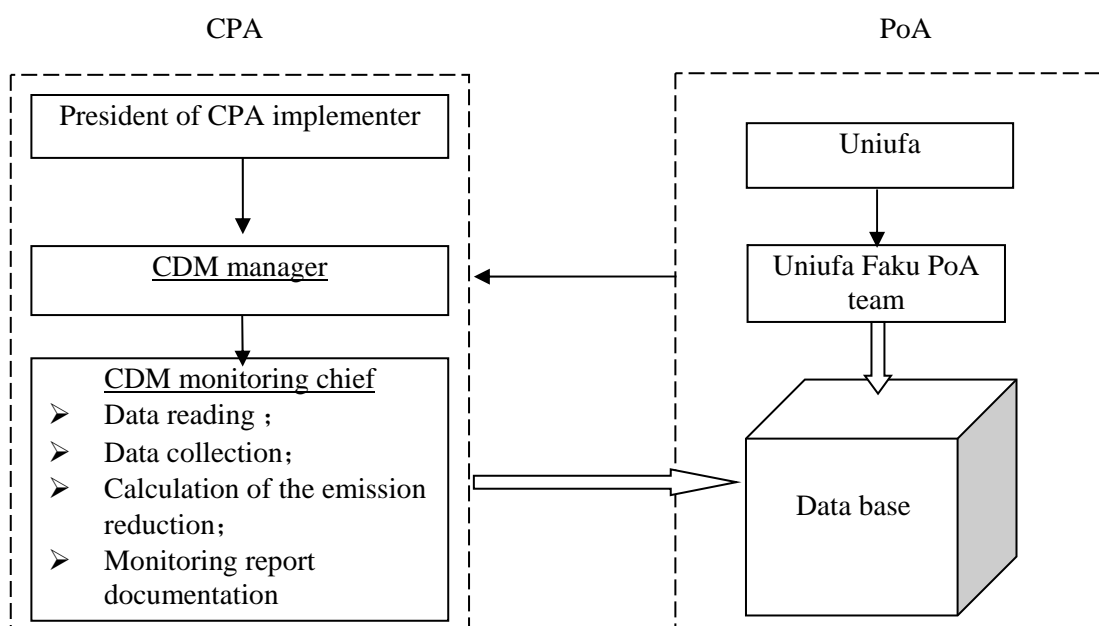 CPA
PoA
President of CPA implementer
CDM manager
CDM monitoring chief
➢ Data reading ；
➢ Data collection；
➢ Calculation of the emission
reduction；
➢ Monitoring report
documentation
Uniufa
Uniufa Faku PoA
team
Data base